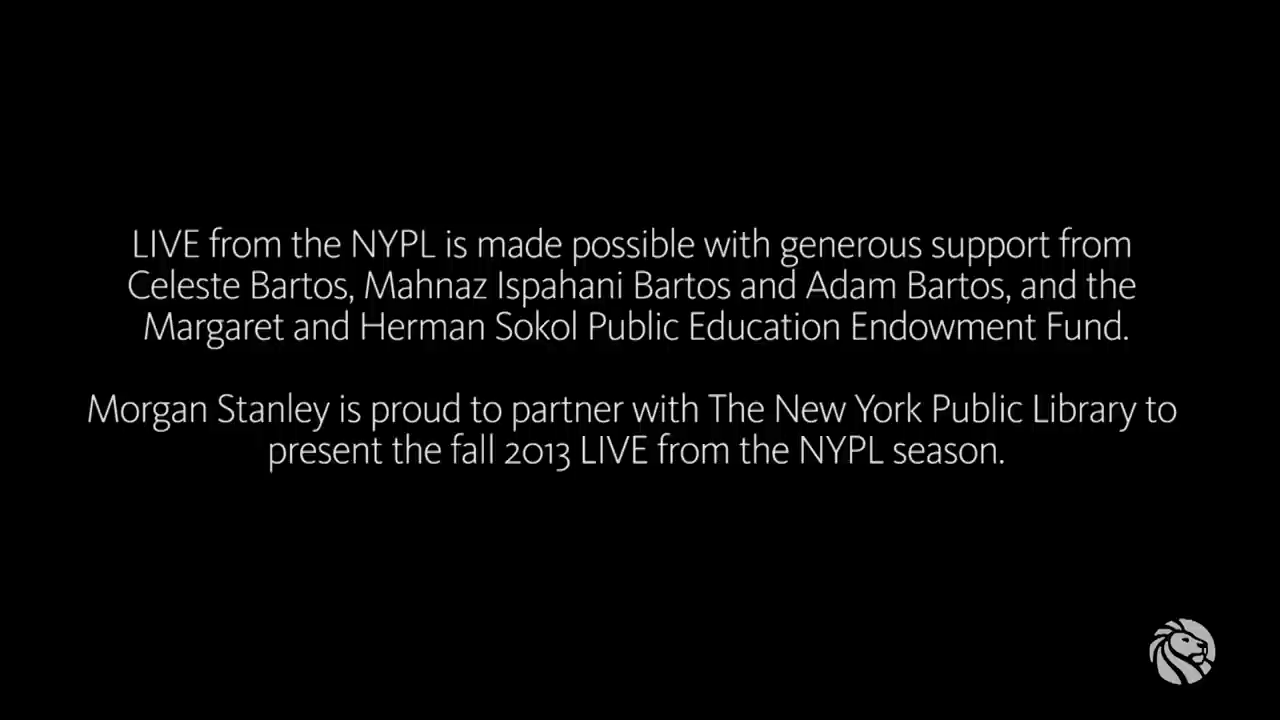 LIVE from the NYPL is made possible with generous support from
Celeste Bartos, Mahnaz Ispahani Bartos and Adam Bartos, and the
Margaret and Herman Sokol Public Education Endowment Fund.
Morgan Stanley is proud to partner with The New York Public Library to
present the fall 2013 LIVE from the NYPL season.